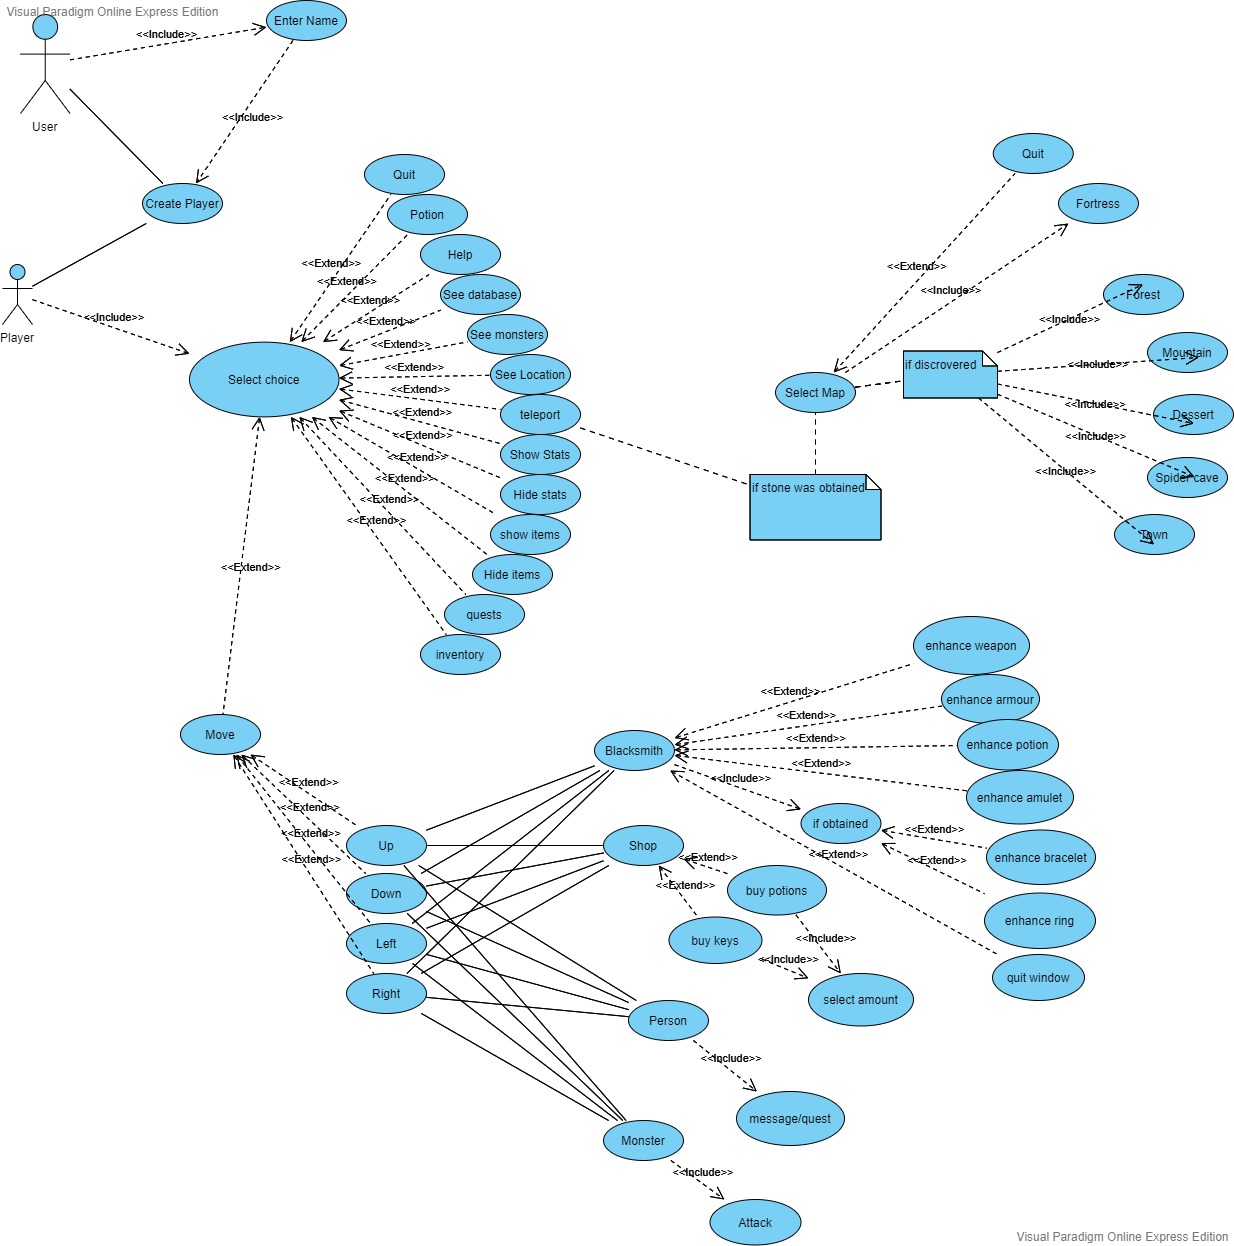 Visual Paradigm Online Express Edition
Enter Name
<<Include>>
User
<<Include>>
Create Player
Player
<<Include>>
Quit
Potion
Help
See database
See monsters
See Location
teleport
Show Stats
Hide stats
show items
Hide items
quests
inventory
<<Extend>>
<<Extend>>
<<Extend>>
<<Extend>>
<<Extend>>
<<Extend>>
<<Extend>>
<<Extend>>
<<Extend>>
<<Extend>>
<<Extend>>
<<Extend>>
<<Extend>>
Select choice
<<Extend>>
Quit
Fortress
<<Extend>>
<<Include>>
Forest
<<Include>>
Mountain
<<Include>>
if discovered
Select Map
Dessert
<<Include>>
<<Include>>
Spider cave
<<Include>>
Town
if stone was obtained
Move
<<Extend>>
<<Extend>>
<<Extend>>
<<Extend>>
Up
Down
Left
Right
Blacksmith
enhance weapon
<<Extend>>
enhance armour
<<Extend>>
enhance potion
<<Extend>>
enhance amulet
<<Extend>>
<<Include>>
if obtained
<<Extend>>
enhance bracelet
<<Extend>>
<<Extend>>
enhance ring
quit window
Shop
<<Extend>>
<<Extend>>
buy potions
buy keys
<<Include>>
<<Include>>
select amount
Person
<<Include>>
message/quest
Monster
<<Include>>
Attack
Visual Paradigm Online Express Edition